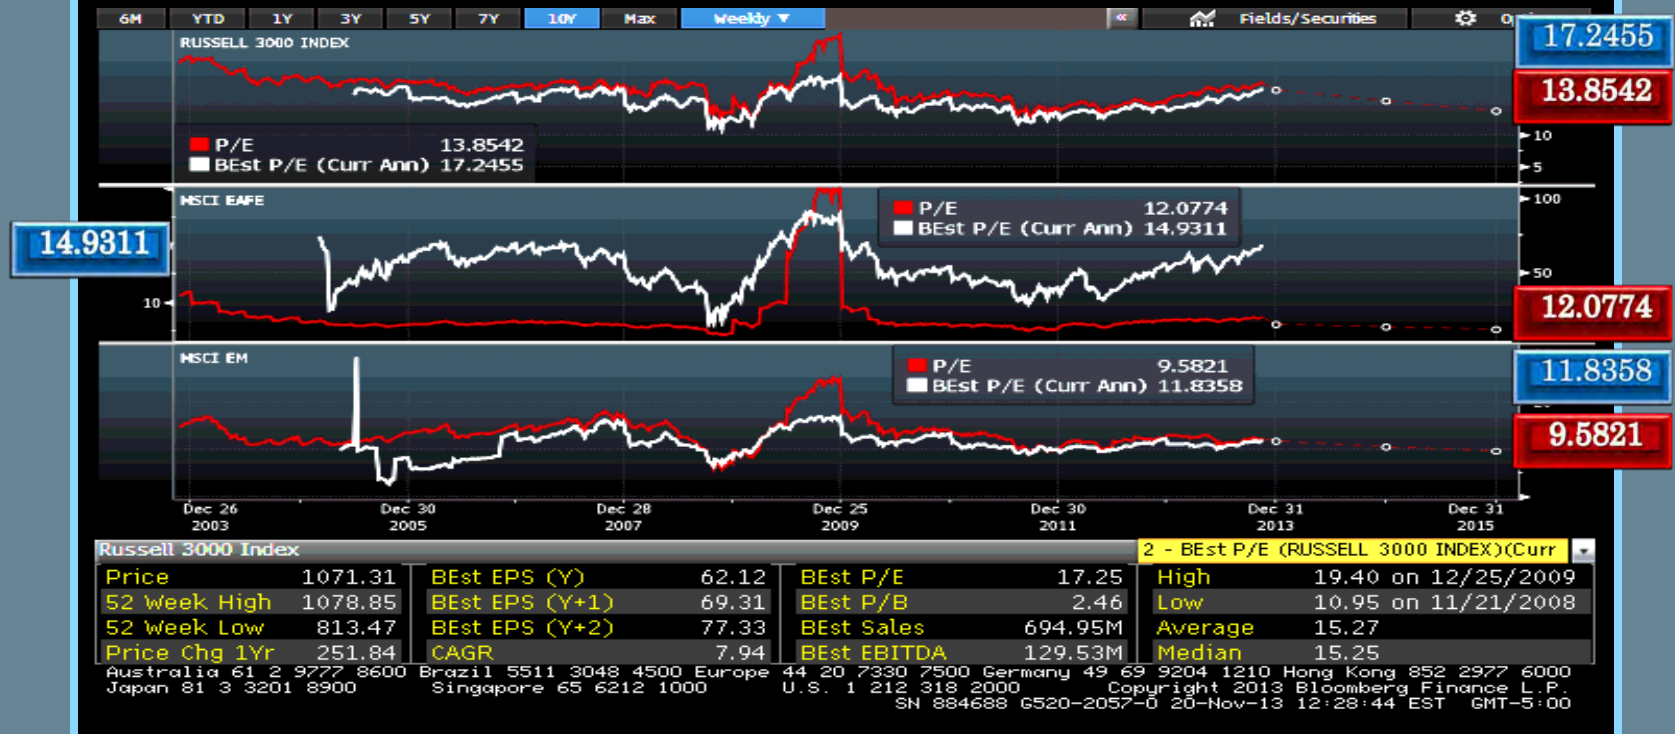 6M YTD 1Y 3Y 5Y 7Y 10Y Max Weekly ▼ « Fields/Securities
17.2455
RUSSELL 3000 INDEX
13.8542
P/E 13.8542
BEst P/E (Curr Ann) 17.2455
10
5
MSCI EAFE
100
P/E 12.0774
BEst P/E (Curr Ann) 14.9311
14.9311
50
10
12.0774
MSCI EM
P/E 9.5821
BEst P/E (Curr Ann) 11.8358
11.8358
9.5821
Dec 26 Dec 30 Dec 28 Dec 25 Dec 30 Dec 31 Dec 31
2003 2005 2007 2009 2011 2013 2015
Russell 3000 Index 2 - BEst P/E (RUSSELL 3000 INDEX)(Curr
Price 1071.31 BEst EPS (Y) 62.12 BEst P/E 17.25 High 19.40 on 12/25/2009
52 Week High 1078.85 BEst EPS (Y+1) 69.31 BEst P/B 2.46 Low 10.95 on 11/21/2008
52 Week Low 813.47 BEst EPS (Y+2) 77.33 BEst Sales 694.95M Average 15.27
Price Chg 1Yr 251.84 CAGR 7.94 BEst EBITDA 129.53M Median 15.25
Australia 61 2 9777 8600 Brazil 5511 3048 4500 Europe 44 20 7330 7500 Germany 49 69 9204 1210 Hong Kong 852 2977 6000
Japan 81 3 3201 8900 Singapore 65 6212 1000 U.S. 1 212 318 2000 Copyright 2013 Bloomberg Finance L.P.
SN 884688 G520-2057-0 20-Nov-13 12:28:44 EST GMT-5:00